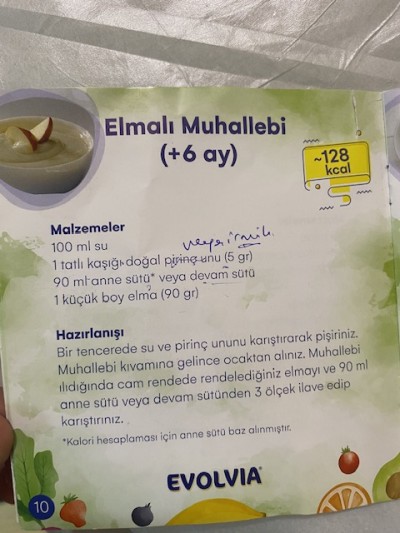 Elmalı Muhallebi
(+6 ay)
~128
kcal
Malzemeler
100 ml su
veya irmik
1 tatlı kaşığı doğal pirinç unu (5 gr)
90 ml anne sütü* veya devam sütü
1 küçük boy elma (90 gr)
Hazırlanışı
Bir tencerede su ve pirinç ununu karıştırarak pişiriniz.
Muhallebi kıvamına gelince ocaktan alınız. Muhallebi
ılıdığında cam rendede rendelediğiniz elmayı ve 90 ml
anne sütü veya devam sütünden 3 ölçek ilave edip
karıştırınız.
*Kalori hesaplaması için anne sütü baz alınmıştır.
EVOLVIA
10